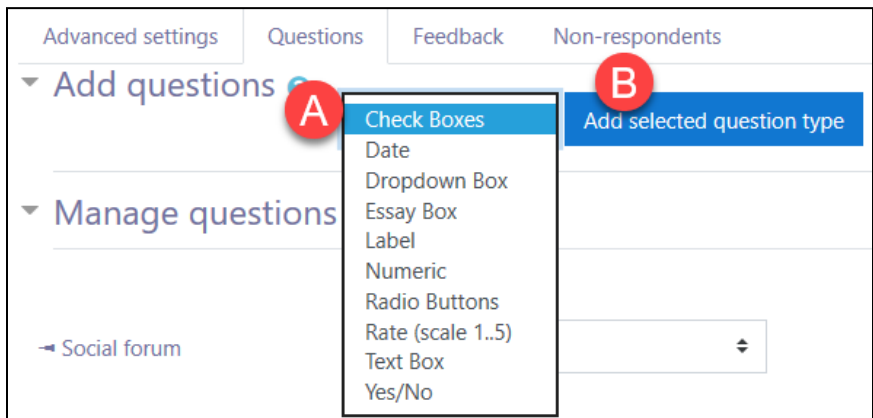 Advanced settings Questions Feedback Non-respondents
Add questions
A
B
Check Boxes
Add selected question type
Date
Dropdown Box
Essay Box
Manage questions
Label
Numeric
Radio Buttons
Rate (scale 1..5)
Social forum
Text Box
Yes/No